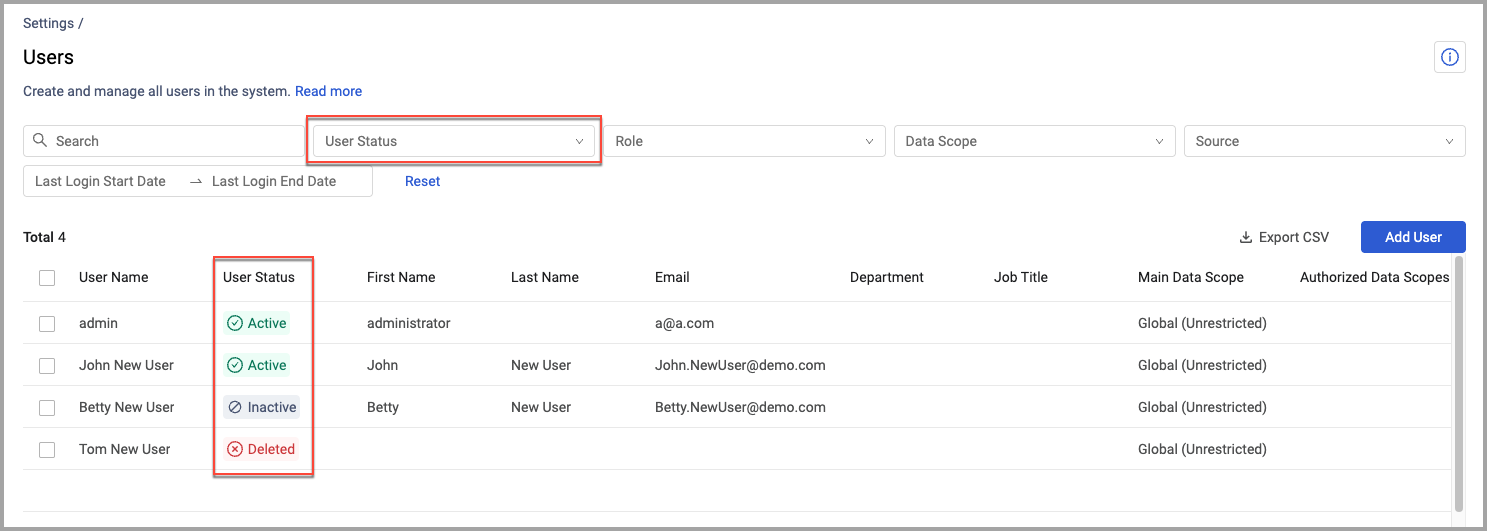 Settings /
Users
Create and manage all users in the system. Read more
Search User Status Role Data Scope Source
Last Login Start Date → Last Login End Date Reset
Total 4 Export CSV Add User
User Name User Status First Name Last Name Email Department Job Title Main Data Scope Authorized Data Scopes
admin Active administrator a@a.com Global (Unrestricted)
John New User Active John New User John.NewUser@demo.com Global (Unrestricted)
Betty New User Inactive Betty New User Betty.NewUser@demo.com Global (Unrestricted)
Tom New User Deleted Global (Unrestricted)